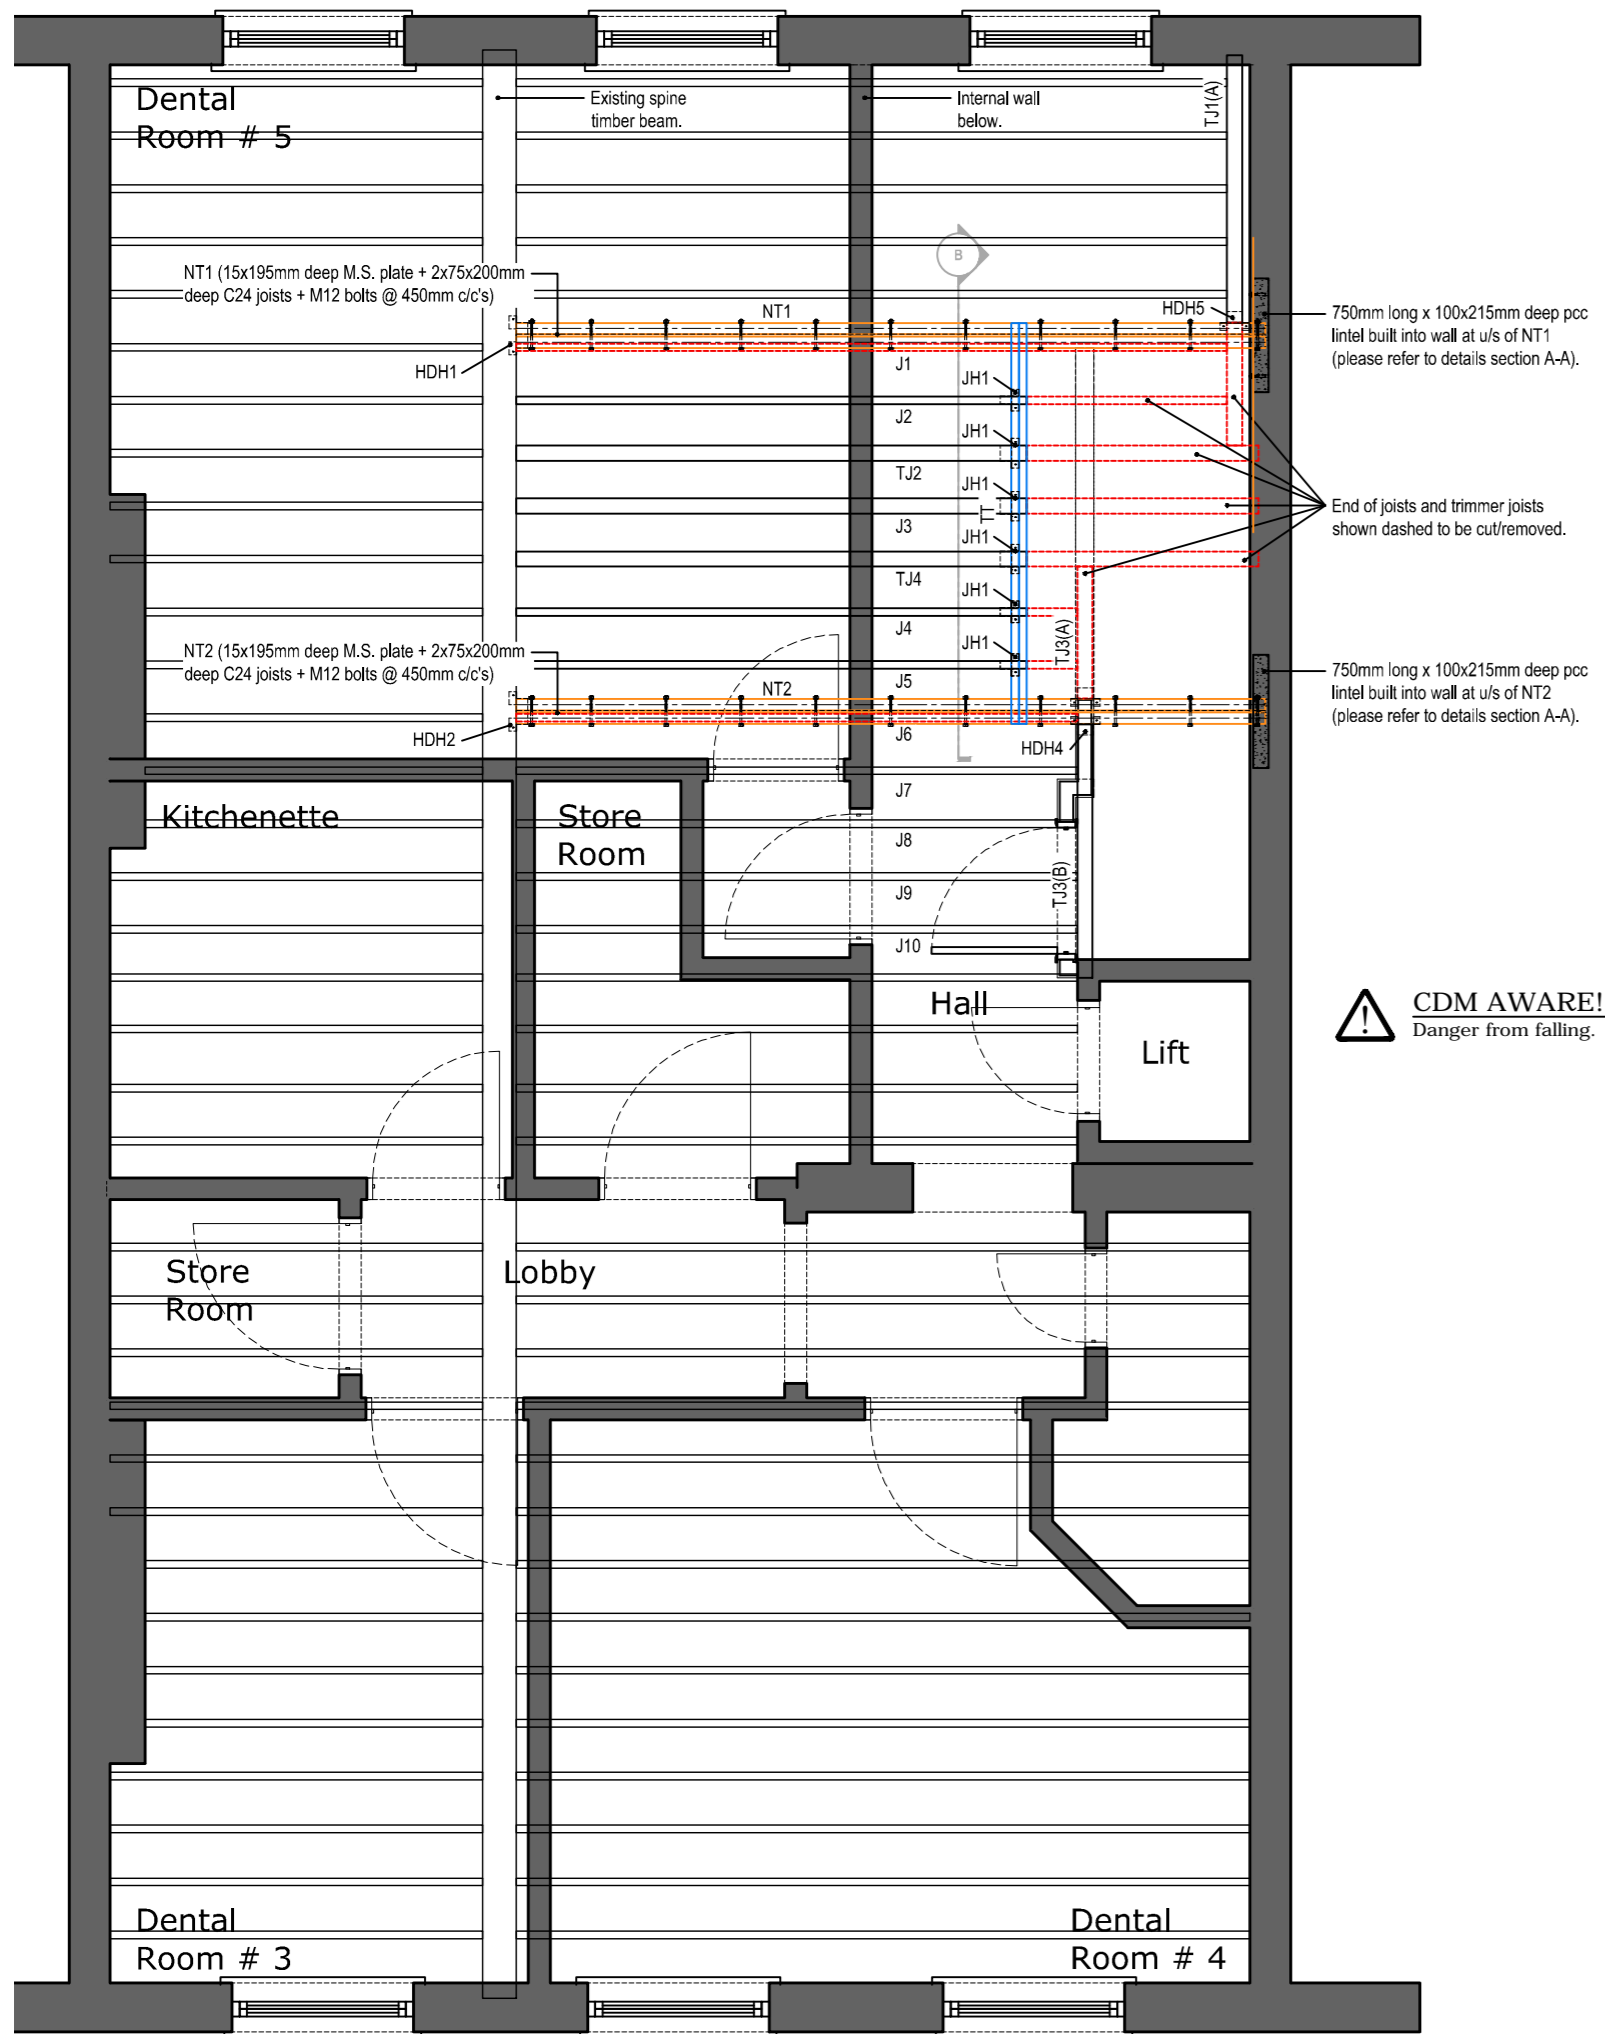 Dental
Room # 5
Existing spine
timber beam.
Internal wall
below.
TJ1(A)
B
NT1 (15x195mm deep M.S. plate + 2x75x200mm
deep C24 joists + M12 bolts @ 450mm c/c's)
NT1
HDH5
750mm long x 100x215mm deep pcc
lintel built into wall at u/s of NT1
(please refer to details section A-A).
HDH1
J1
JH1
J2
JH1
TJ2
JH1
TT
J3
End of joists and trimmer joists
shown dashed to be cut/removed.
JH1
TJ4
JH1
J4
TJ3(A)
JH1
J5
NT2 (15x195mm deep M.S. plate + 2x75x200mm
deep C24 joists + M12 bolts @ 450mm c/c's)
NT2
750mm long x 100x215mm deep pcc
lintel built into wall at u/s of NT2
(please refer to details section A-A).
HDH2
J6
HDH4
J7
Kitchenette
Store
Room
J8
TJ3(B)
J9
J10
Hall
CDM AWARE!
Danger from falling.
Lift
Store
Room
Lobby
Dental
Room # 3
Dental
Room # 4